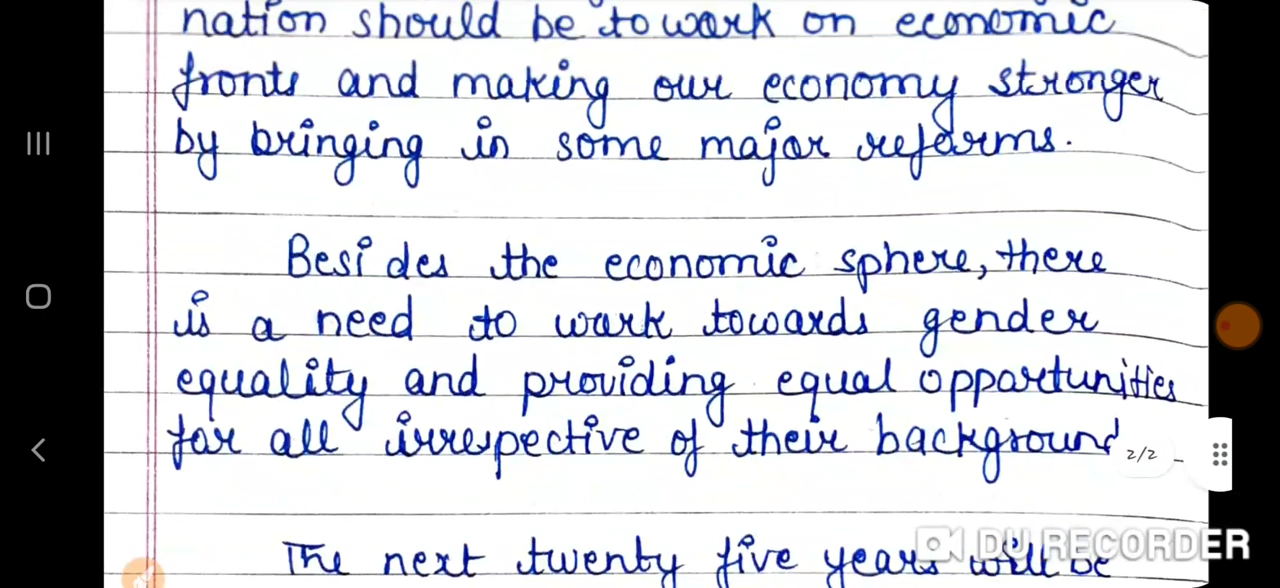 nation should be to work on economic
fronts and making our economy stronger
by bringing in some major reforms.
Besides the economic sphere, there
is a need to work towards gender
equality and providing equal opportunities
for all irrespective of their background
2/2
The next twenty five years will be
DU RECORDER